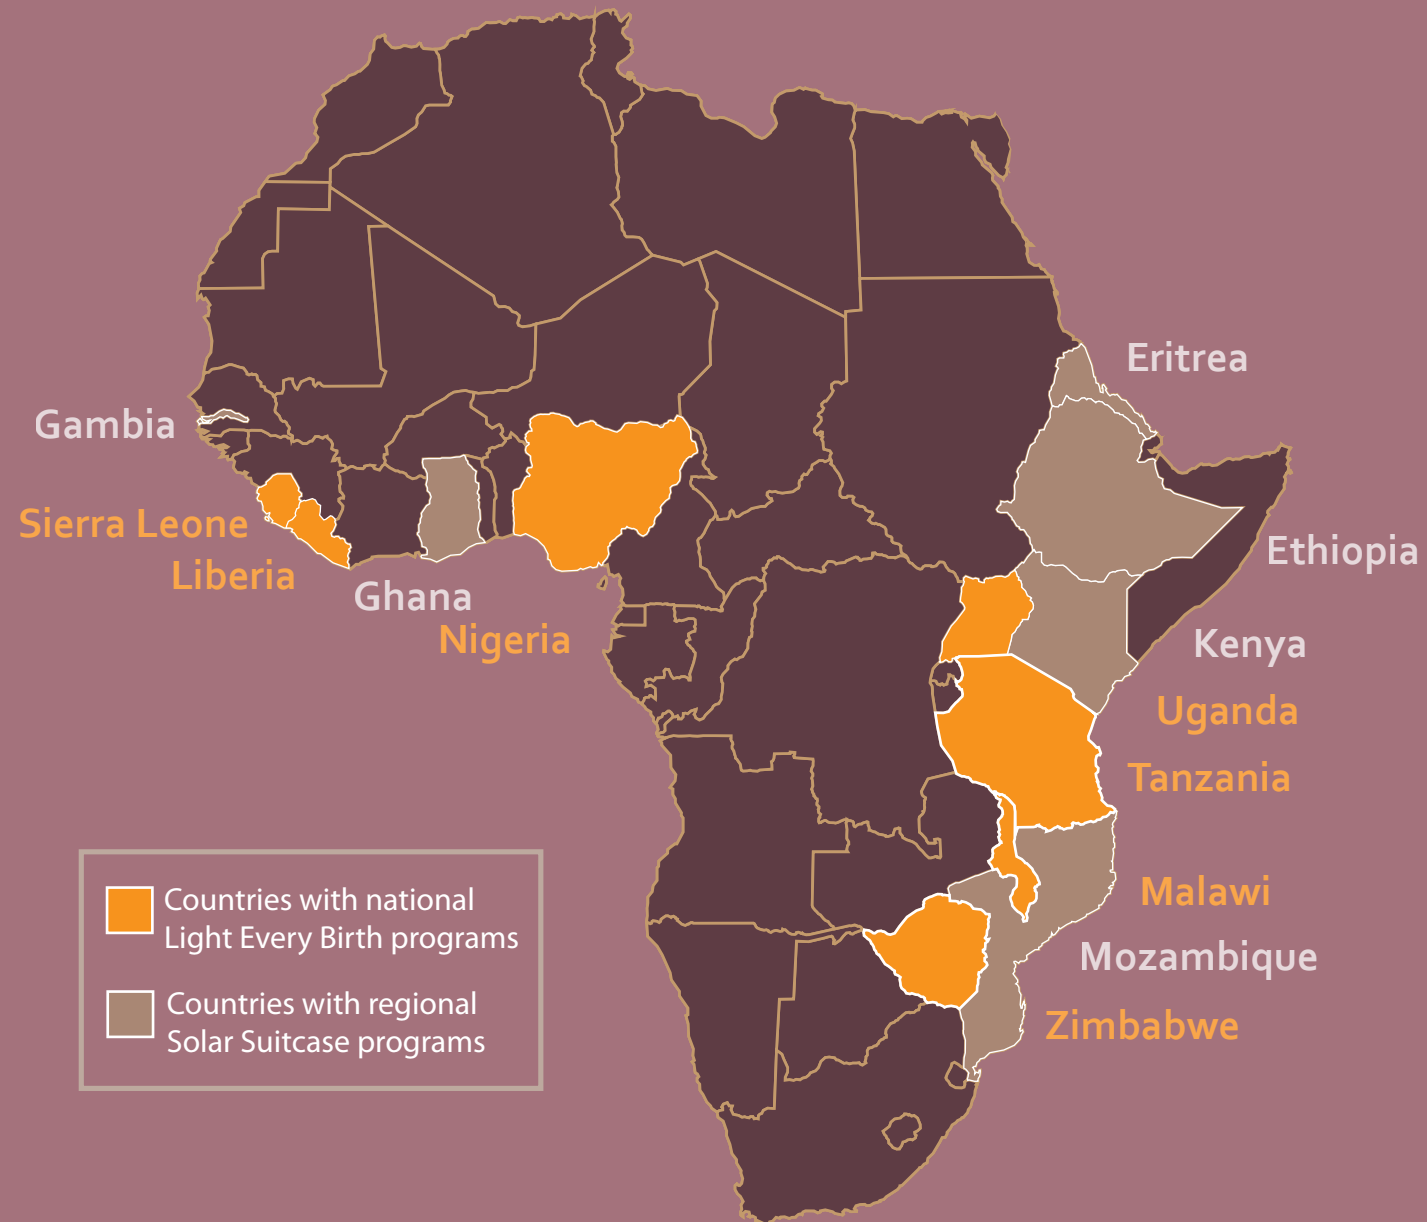 Eritrea
Gambia
Sierra Leone
Ethiopia
Liberia
Ghana
Nigeria
Kenya
Uganda
Tanzania
Malawi
Mozambique
Zimbabwe
Countries with national
Light Every Birth programs
Countries with regional
Solar Suitcase programs